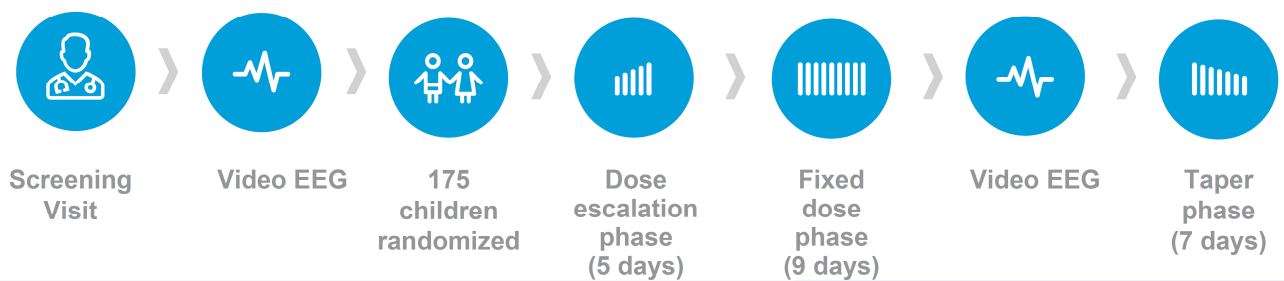 Screening
Visit
Video EEG
175
children
randomized
Dose
escalation
phase
(5 days)
Fixed
dose
phase
(9 days)
Video EEG
Taper
phase
(7 days)